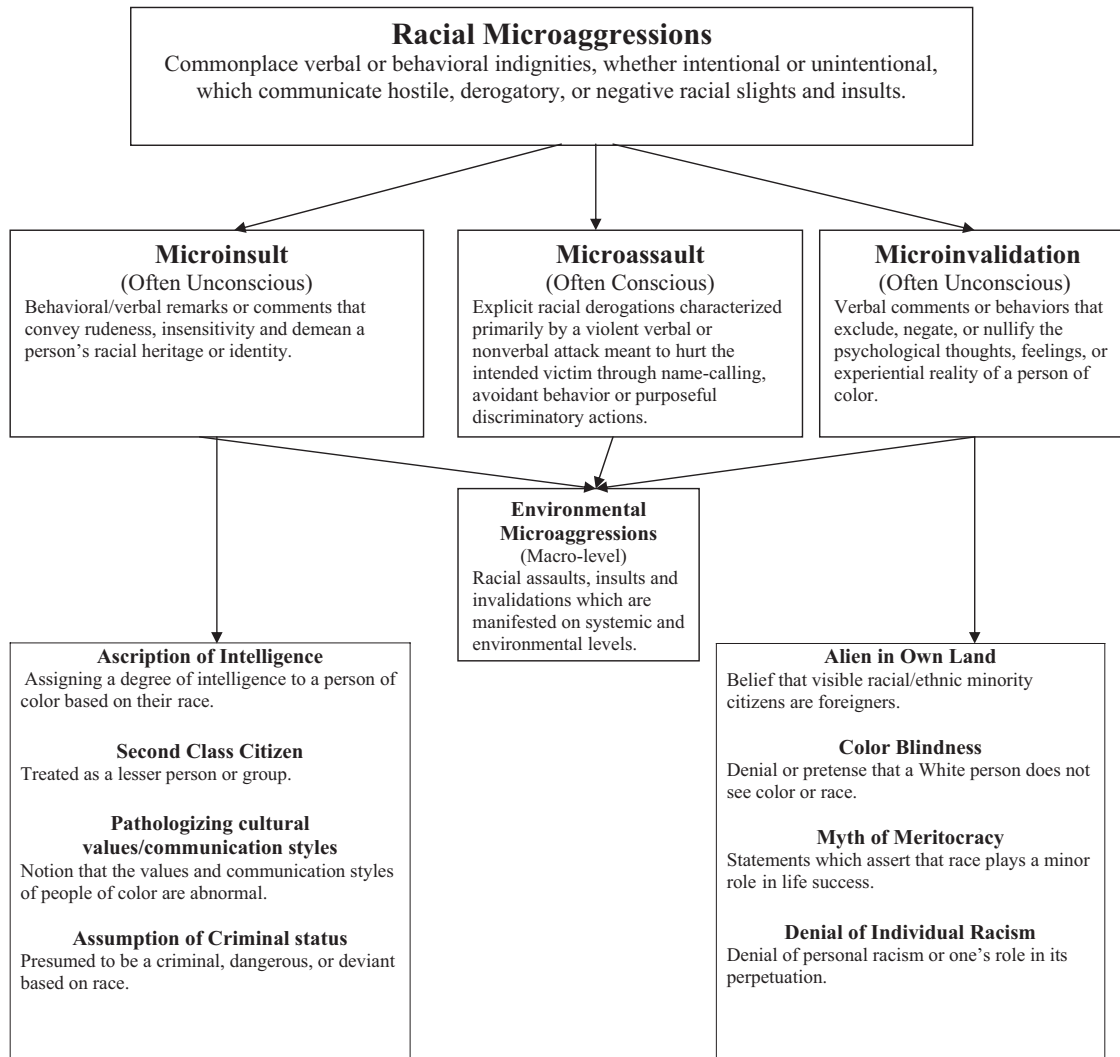 Racial Microaggressions
Commonplace verbal or behavioral indignities, whether intentional or unintentional,
which communicate hostile, derogatory, or negative racial slights and insults.
Microinsult
(Often Unconscious)
Behavioral/verbal remarks or comments that
convey rudeness, insensitivity and demean a
person’s racial heritage or identity.
Microassault
(Often Conscious)
Explicit racial derogations characterized
primarily by a violent verbal or
nonverbal attack meant to hurt the
intended victim through name-calling,
avoidant behavior or purposeful
discriminatory actions.
Microinvalidation
(Often Unconscious)
Verbal comments or behaviors that
exclude, negate, or nullify the
psychological thoughts, feelings, or
experiential reality of a person of
color.
Environmental
Microaggressions
(Macro-level)
Racial assaults, insults and
invalidations which are
manifested on systemic and
environmental levels.
Ascription of Intelligence
Assigning a degree of intelligence to a person of
color based on their race.
Second Class Citizen
Treated as a lesser person or group.
Pathologizing cultural
values/communication styles
Notion that the values and communication styles
of people of color are abnormal.
Assumption of Criminal status
Presumed to be a criminal, dangerous, or deviant
based on race.
Alien in Own Land
Belief that visible racial/ethnic minority
citizens are foreigners.
Color Blindness
Denial or pretense that a White person does not
see color or race.
Myth of Meritocracy
Statements which assert that race plays a minor
role in life success.
Denial of Individual Racism
Denial of personal racism or one’s role in its
perpetuation.